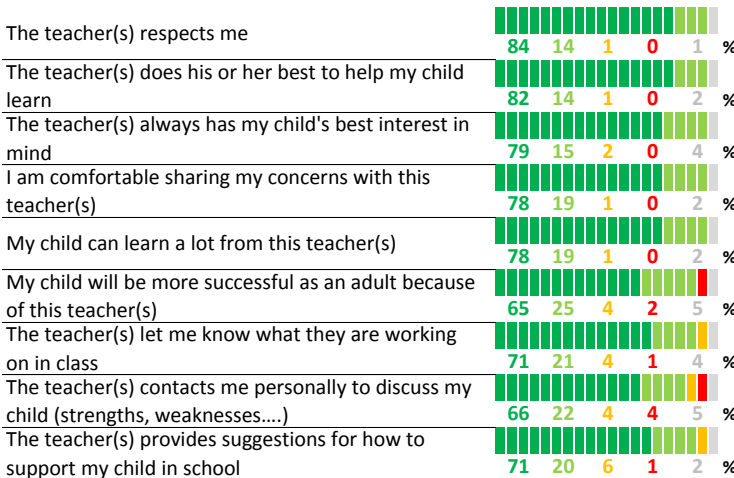 The teacher(s) respects me
84 14 1 0 1 %
The teacher(s) does his or her best to help my child
learn
82 14 1 0 2 %
The teacher(s) always has my child's best interest in
mind
79 15 2 0 4 %
I am comfortable sharing my concerns with this
teacher(s)
78 19 1 0 2 %
My child can learn a lot from this teacher(s)
78 19 1 0 2 %
My child will be more successful as an adult because
of this teacher(s)
65 25 4 2 5 %
The teacher(s) let me know what they are working
on in class
71 21 4 1 4 %
The teacher(s) contacts me personally to discuss my
child (strengths, weaknesses....)
66 22 4 4 5 %
The teacher(s) provides suggestions for how to
support my child in school
71 20 6 1 2 %